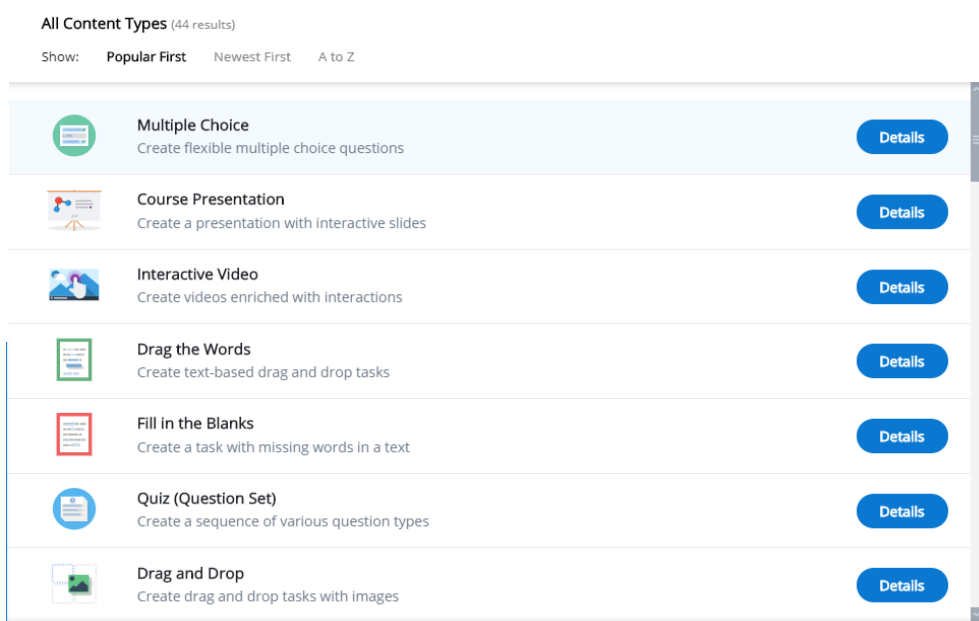 All Content Types (44 results)
Show: Popular First Newest First A to Z
Multiple Choice
Create flexible multiple choice questions
Details
Course Presentation
Create a presentation with interactive slides
Details
Interactive Video
Create videos enriched with interactions
Details
Drag the Words
Create text-based drag and drop tasks
Details
Fill in the Blanks
Create a task with missing words in a text
Details
Quiz (Question Set)
Create a sequence of various question types
Details
Drag and Drop
Create drag and drop tasks with images
Details